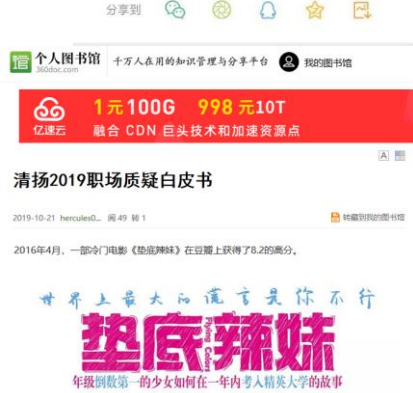 分享到
个人图书馆
360doc.com
千万人在用的知识管理与分享平台
我的图书馆
亿速云
1元100G 998元10T
融合 CDN 巨头技术和加速资源点
A
清扬2019职场质疑白皮书
2019-10-21 hercules0... 阅 49 转 1
转藏到我的图书馆
2016年4月，一部冷门电影《垫底辣妹》在豆瓣上获得了8.2的高分。
世界上最大的谎言是你不行
垫底辣妹
Flying Colors
年级倒数第一的少女如何在一年内考入精英大学的故事